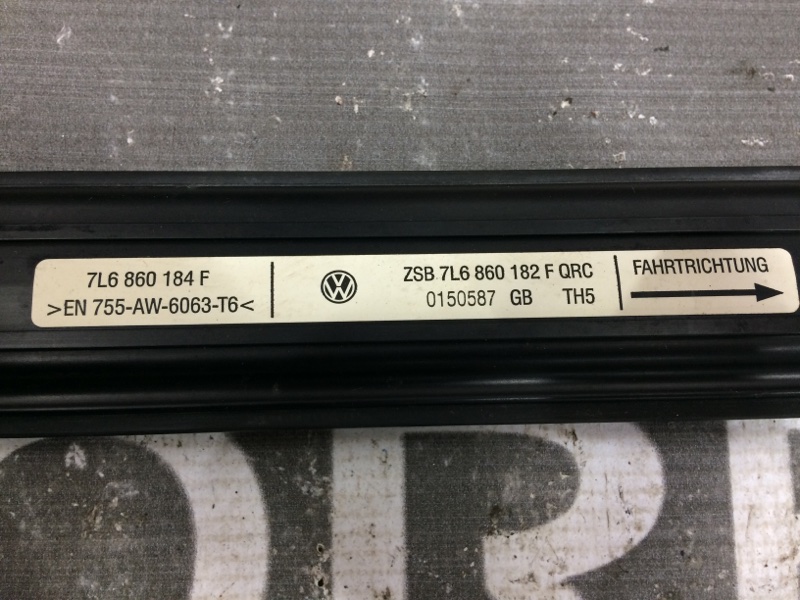 7L6 860 184 F
>EN 755-AW-6063-T6<
ZSB 7L6 860 182 F QRC
0150587 GB TH5
FAHRTRICHTUNG